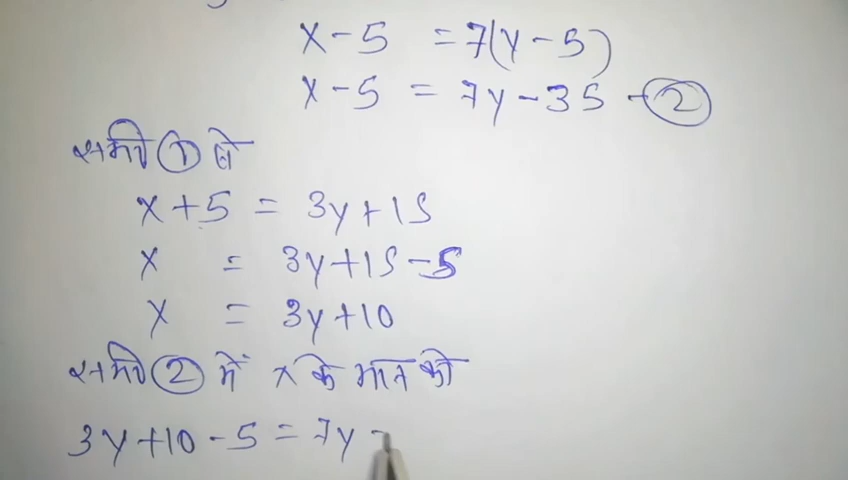 x - 5 = 7(y - 5)
x - 5 = 7y - 35 - ②
समी० ① से
x + 5 = 3y + 15
x = 3y + 15 - 5
x = 3y + 10
समी० ② में x के मान को
3y + 10 - 5 = 7y -